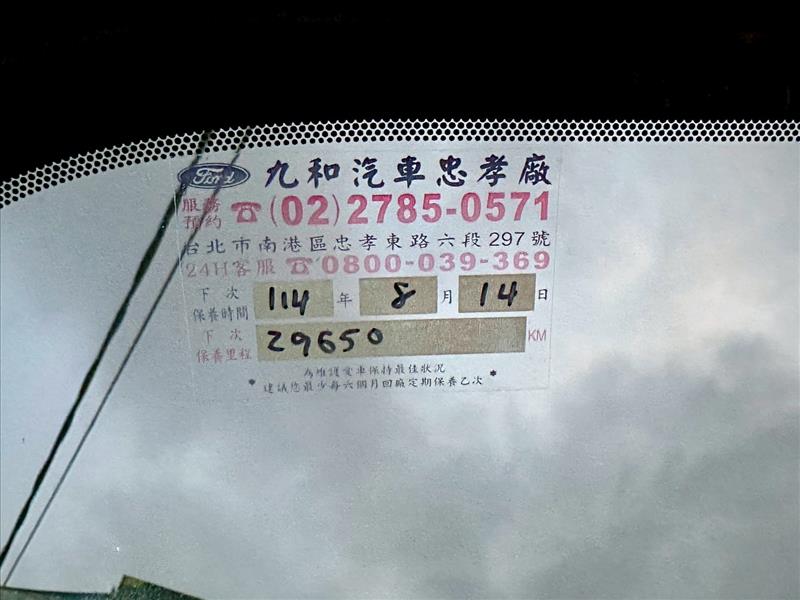 Ford 九和汽車忠孝廠
服務預約 ☎(02)2785-0571
台北市南港區忠孝東路六段297號
24H客服 ☎0800-039-369
下次保養時間 114 年 8 月 14 日
下次保養里程 29650 KM
為維護愛車保持最佳狀況
*建議您最少每六個月回廠定期保養乙次*